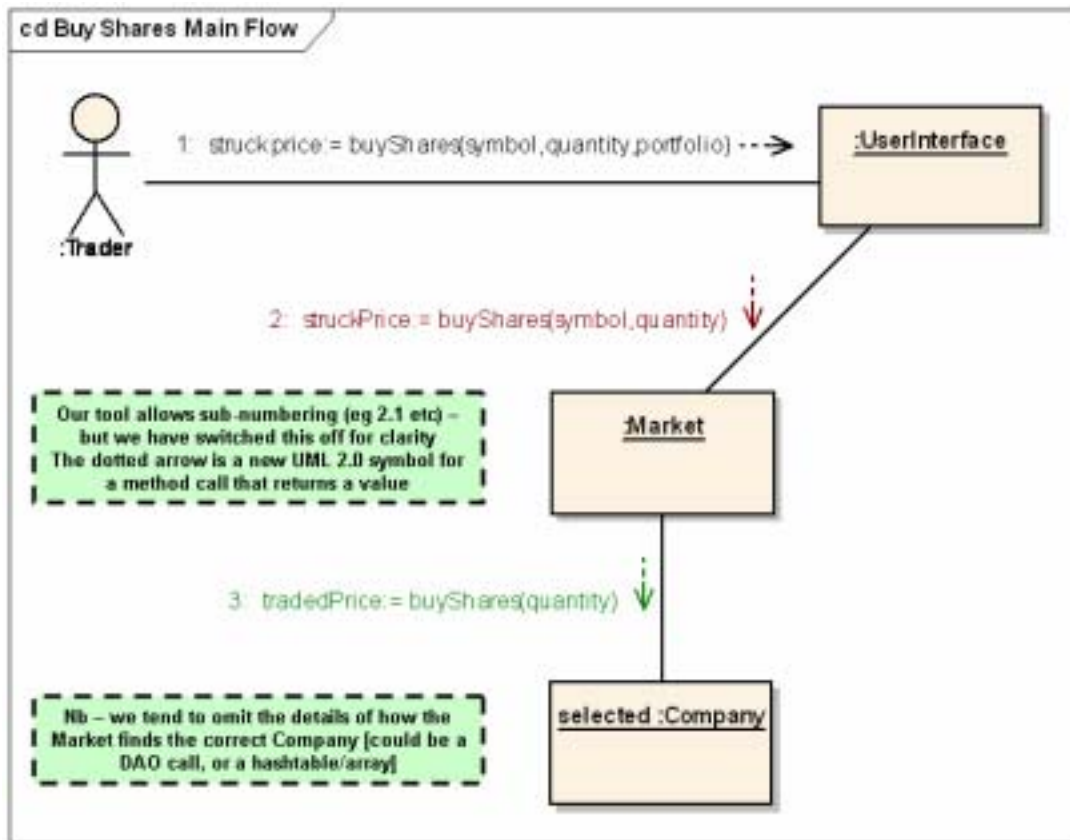 cd Buy Shares Main Flow
1: struckprice:= buyShares(symbol,quantity,portfolio)
:UserInterface
:Trader
2: struckPrice:= buyShares(symbol,quantity)
Our tool allows sub-numbering (eg 2.1 etc) –
but we have switched this off for clarity
The dotted arrow is a new UML 2.0 symbol for
a method call that returns a value
:Market
3: tradedPrice:= buyShares(quantity)
Nb – we tend to omit the details of how the
Market finds the correct Company [could be a
DAO call, or a hashtable/array]
selected :Company